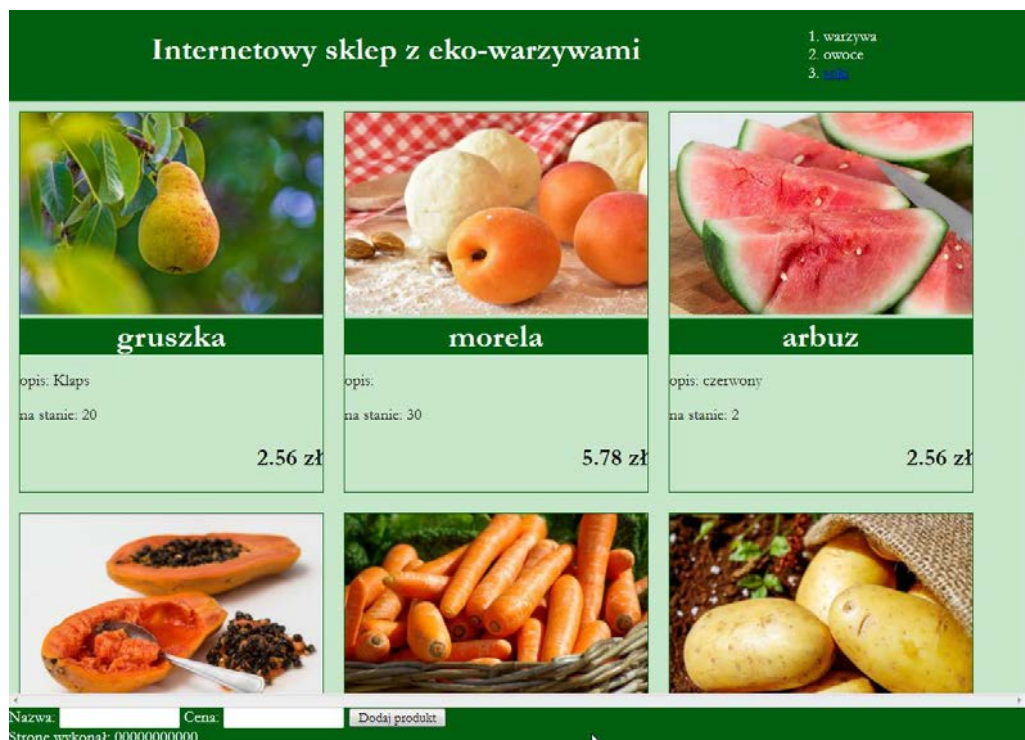 Internetowy sklep z eko-warzywami
1. warzywa
2. owoce
3. soki
gruszka
opis: Klaps
na stanie: 20
2.56 zł
morela
opis:
na stanie: 30
5.78 zł
arbuz
opis: czerwony
na stanie: 2
2.56 zł
Nazwa: Cena: Dodaj produkt
Stronę wykonał: 00000000000